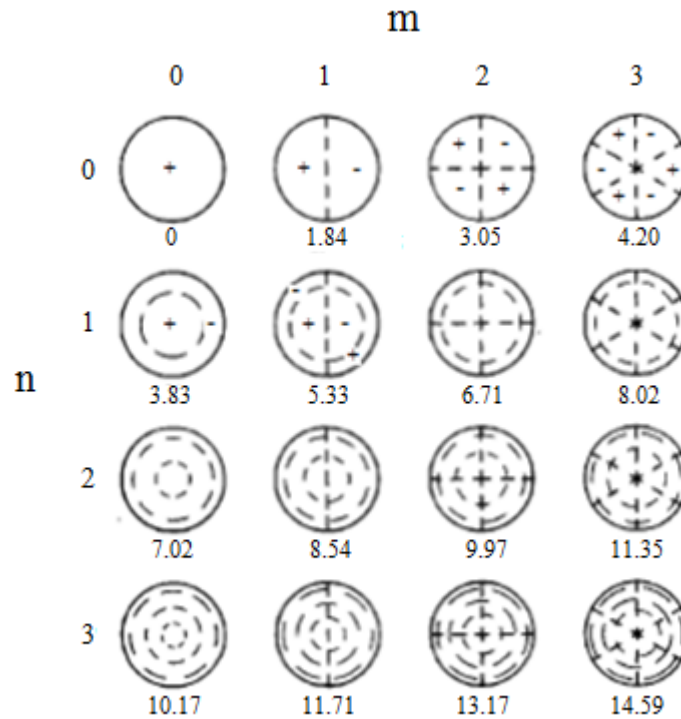 m
0 1 2 3
0
+ + - + - - + + - - + + -
0 1.84 3.05 4.20
1
+ - - + - +
3.83 5.33 6.71 8.02
n
2
7.02 8.54 9.97 11.35
3
10.17 11.71 13.17 14.59